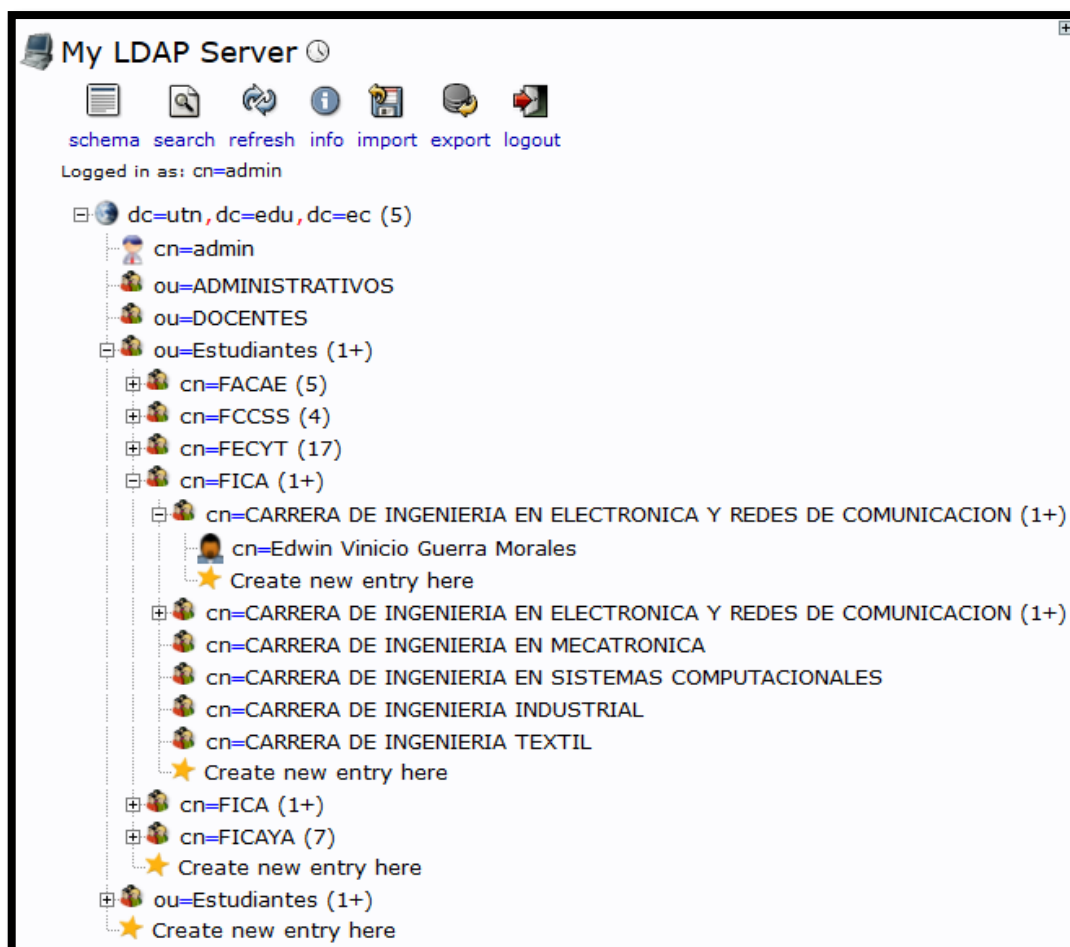 My LDAP Server
schema search refresh info import export logout
Logged in as: cn=admin
dc=utn,dc=edu,dc=ec (5)
cn=admin
ou=ADMINISTRATIVOS
ou=DOCENTES
ou=Estudiantes (1+)
cn=FACAE (5)
cn=FCCSS (4)
cn=FECYT (17)
cn=FICA (1+)
cn=CARRERA DE INGENIERIA EN ELECTRONICA Y REDES DE COMUNICACION (1+)
cn=Edwin Vinicio Guerra Morales
Create new entry here
cn=CARRERA DE INGENIERIA EN ELECTRONICA Y REDES DE COMUNICACION (1+)
cn=CARRERA DE INGENIERIA EN MECATRONICA
cn=CARRERA DE INGENIERIA EN SISTEMAS COMPUTACIONALES
cn=CARRERA DE INGENIERIA INDUSTRIAL
cn=CARRERA DE INGENIERIA TEXTIL
Create new entry here
cn=FICA (1+)
cn=FICAYA (7)
Create new entry here
ou=Estudiantes (1+)
Create new entry here